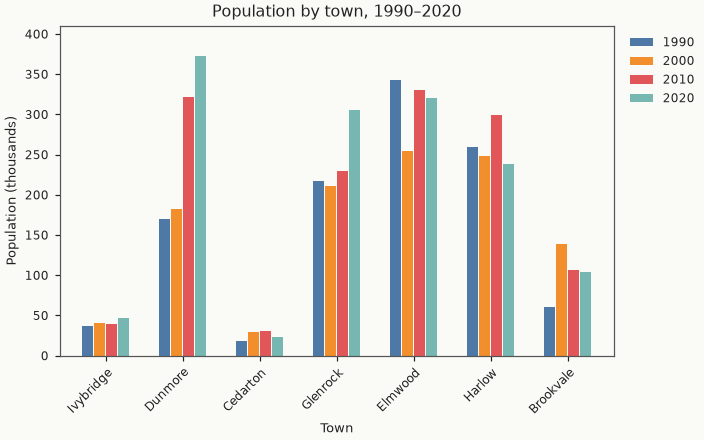 Population by town, 1990–2020
400
350
300
250
200
150
100
50
0
Population (thousands)
Ivybridge
Dunmore
Cedarton
Glenrock
Elmwood
Harlow
Brookvale
Town
1990
2000
2010
2020